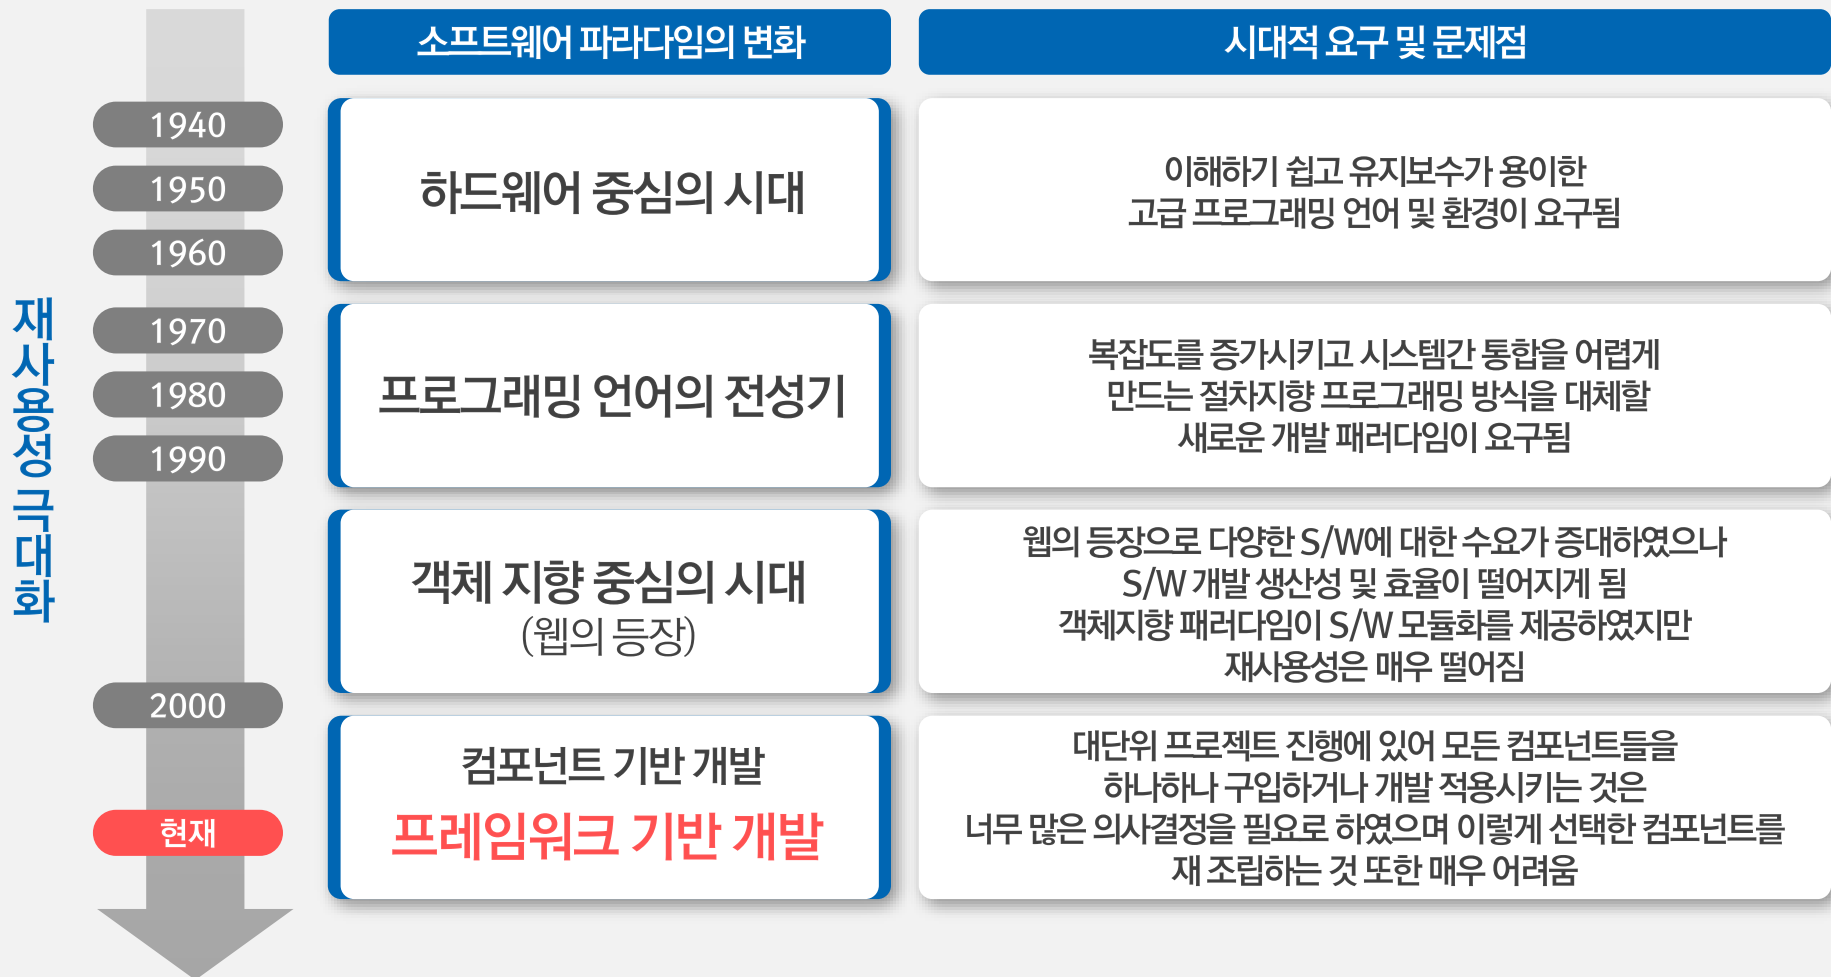 소프트웨어 파라다임의 변화
시대적 요구 및 문제점
재사용성 극대화
1940
1950
1960
하드웨어 중심의 시대
이해하기 쉽고 유지보수가 용이한
고급 프로그래밍 언어 및 환경이 요구됨
1970
1980
1990
프로그래밍 언어의 전성기
복잡도를 증가시키고 시스템간 통합을 어렵게
만드는 절차지향 프로그래밍 방식을 대체할
새로운 개발 패러다임이 요구됨
객체 지향 중심의 시대
(웹의 등장)
웹의 등장으로 다양한 S/W에 대한 수요가 증대하였으나
S/W 개발 생산성 및 효율이 떨어지게 됨
객체지향 패러다임이 S/W 모듈화를 제공하였지만
재사용성은 매우 떨어짐
2000
현재
컴포넌트 기반 개발
프레임워크 기반 개발
대단위 프로젝트 진행에 있어 모든 컴포넌트들을
하나하나 구입하거나 개발 적용시키는 것은
너무 많은 의사결정을 필요로 하였으며 이렇게 선택한 컴포넌트를
재 조립하는 것 또한 매우 어려움